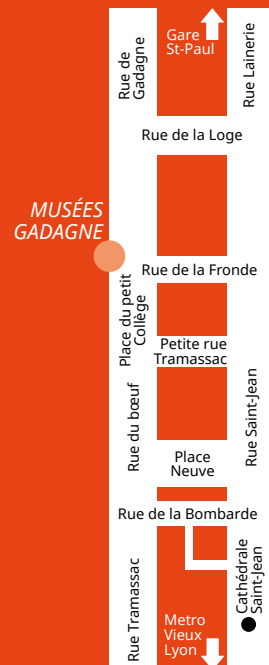 Gare
St-Paul
Rue de
Gadagne
Rue Lainerie
Rue de la Loge
MUSÉES
GADAGNE
Rue de la Fronde
Place du petit
Collège
Petite rue
Tramassac
Rue du bœuf
Rue Saint-Jean
Place
Neuve
Rue de la Bombarde
Rue Tramassac
Cathédrale
Saint-Jean
Metro
Vieux
Lyon